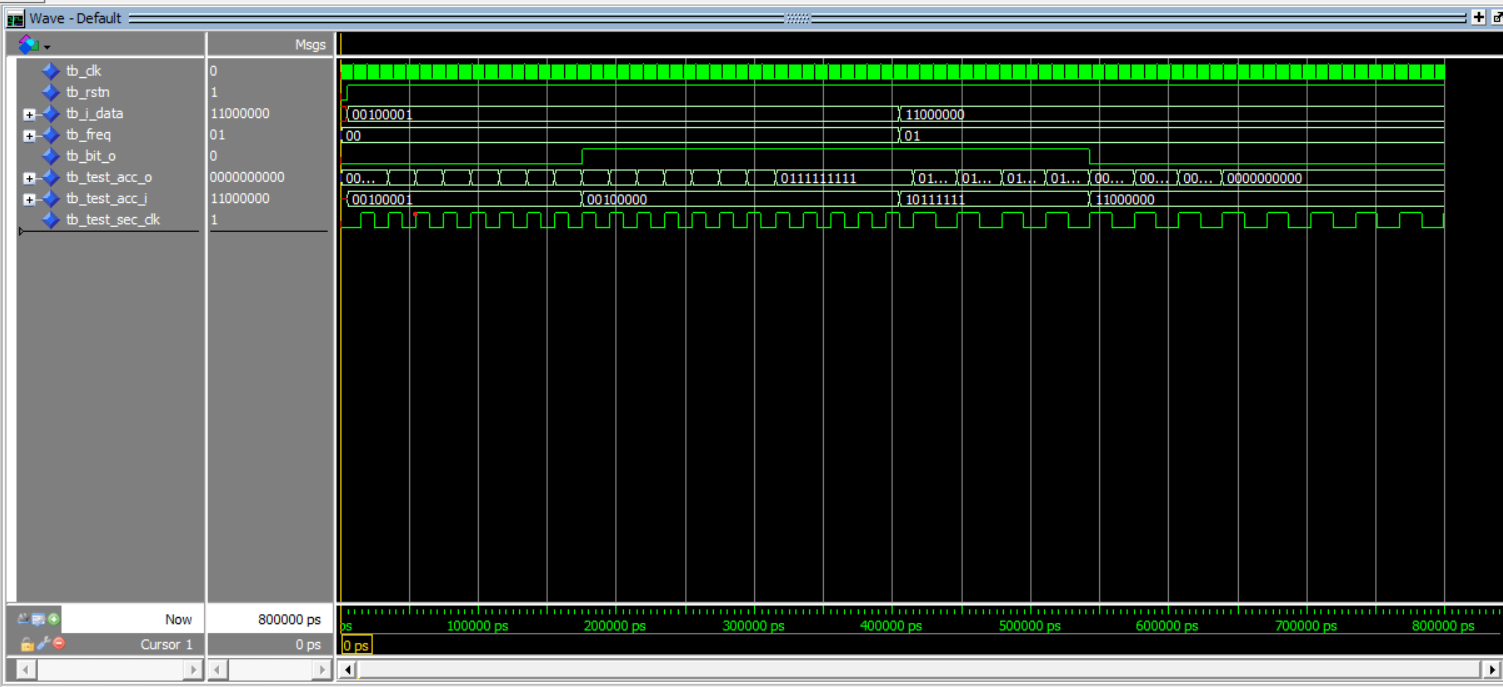 Wave - Default
Msgs
tb_clk 0
tb_rstn 1
tb_i_data 11000000 00100001 11000000
tb_freq 01 00 01
tb_bit_o 0
tb_test_acc_o 0000000000 00... 0111111111 01... 01... 01... 01... 00... 00... 00... 0000000000
tb_test_acc_i 11000000 00100001 00100000 10111111 11000000
tb_test_sec_clk 1
Now 800000 ps ps 100000 ps 200000 ps 300000 ps 400000 ps 500000 ps 600000 ps 700000 ps 800000 ps
Cursor 1 0 ps 0 ps